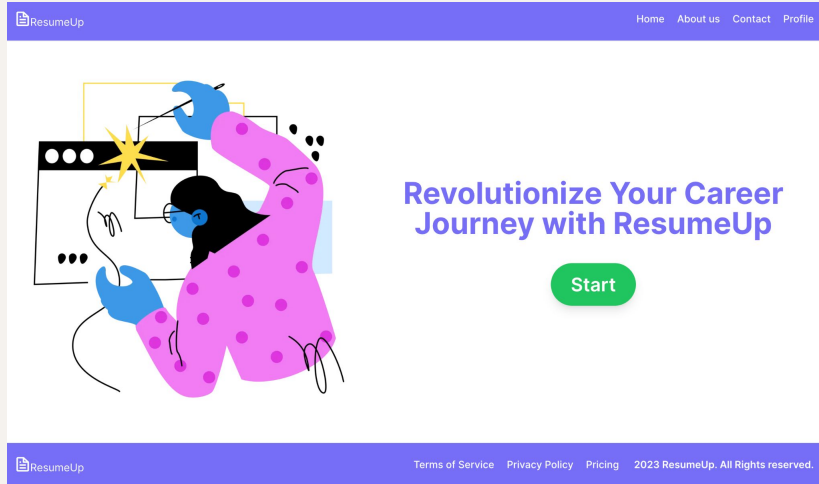 ResumeUp
Home About us Contact Profile
Revolutionize Your Career
Journey with ResumeUp
Start
ResumeUp
Terms of Service Privacy Policy Pricing 2023 ResumeUp. All Rights reserved.